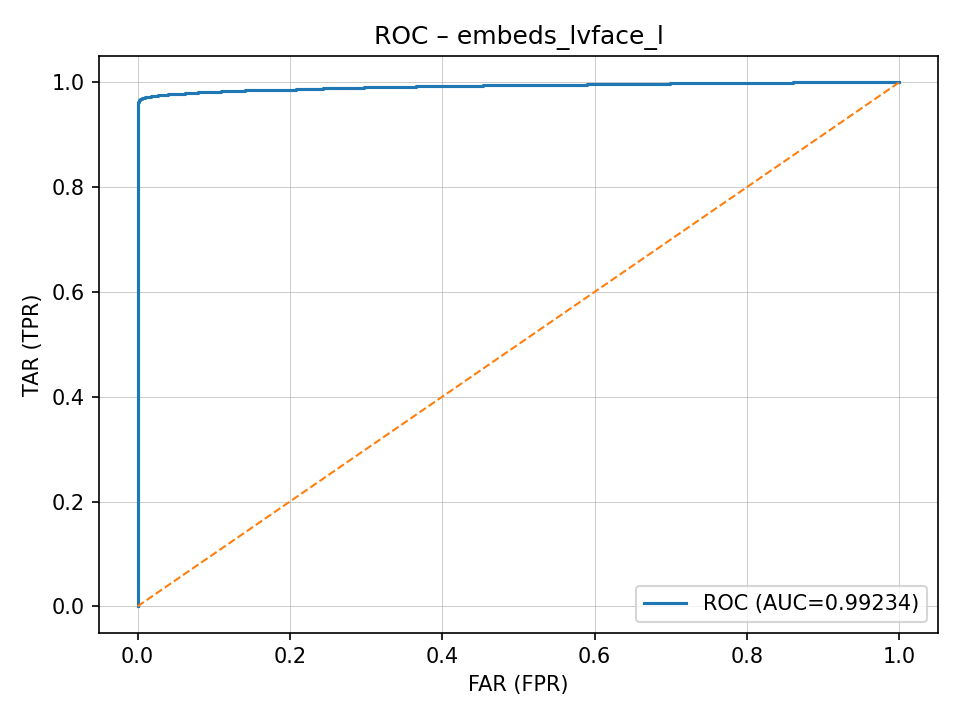 ROC – embeds_lvface_l
1.0
0.8
0.6
0.4
0.2
0.0
TAR (TPR)
ROC (AUC=0.99234)
0.0 0.2 0.4 0.6 0.8 1.0
FAR (FPR)